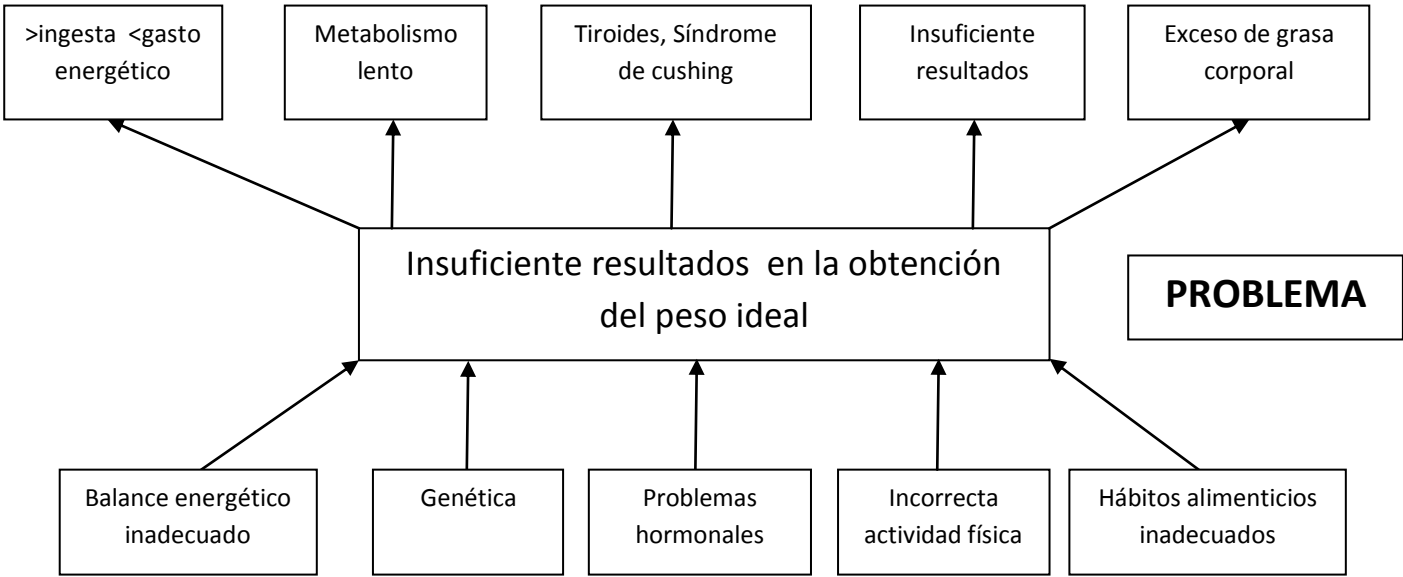 >ingesta <gasto
energético
Metabolismo
lento
Tiroides, Síndrome
de cushing
Insuficiente
resultados
Exceso de grasa
corporal
Insuficiente resultados en la obtención
del peso ideal
PROBLEMA
Balance energético
inadecuado
Genética
Problemas
hormonales
Incorrecta
actividad física
Hábitos alimenticios
inadecuados